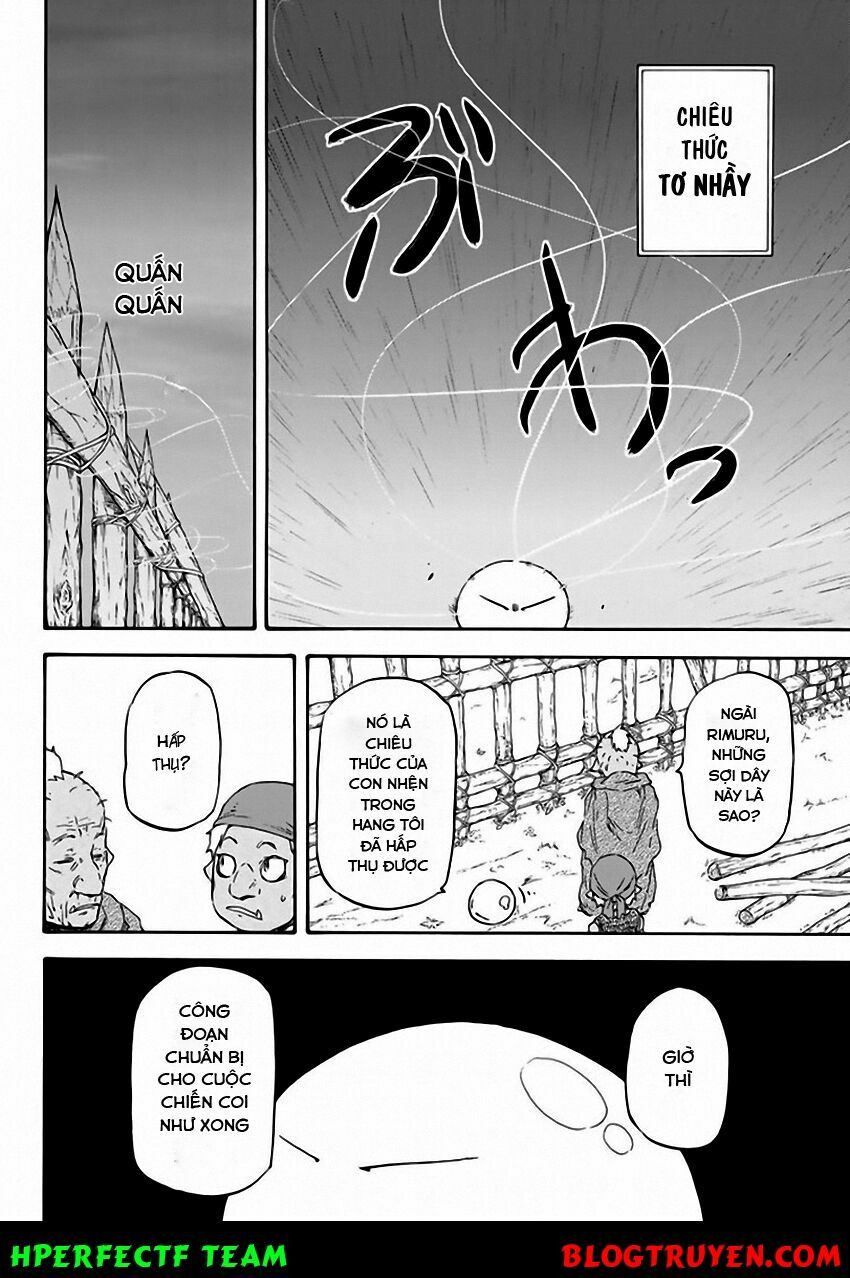 CHIÊU
THỨC
TƠ NHẦY
ぶわっ
QUẤN
QUẤN
NGÀI
RIMURU,
NHỮNG
SỢI DÂY
NÀY LÀ
SAO?
NÓ LÀ
CHIÊU
THỨC CỦA
CON NHỆN
TRONG
HANG TÔI
ĐÃ HẤP
THỤ ĐƯỢC
HẤP
THỤ?
GIỜ
THÌ
CÔNG
ĐOẠN
CHUẨN BỊ
CHO CUỘC
CHIẾN COI
NHƯ XONG
HPERFECTF TEAM
BLOGTRUYEN.COM